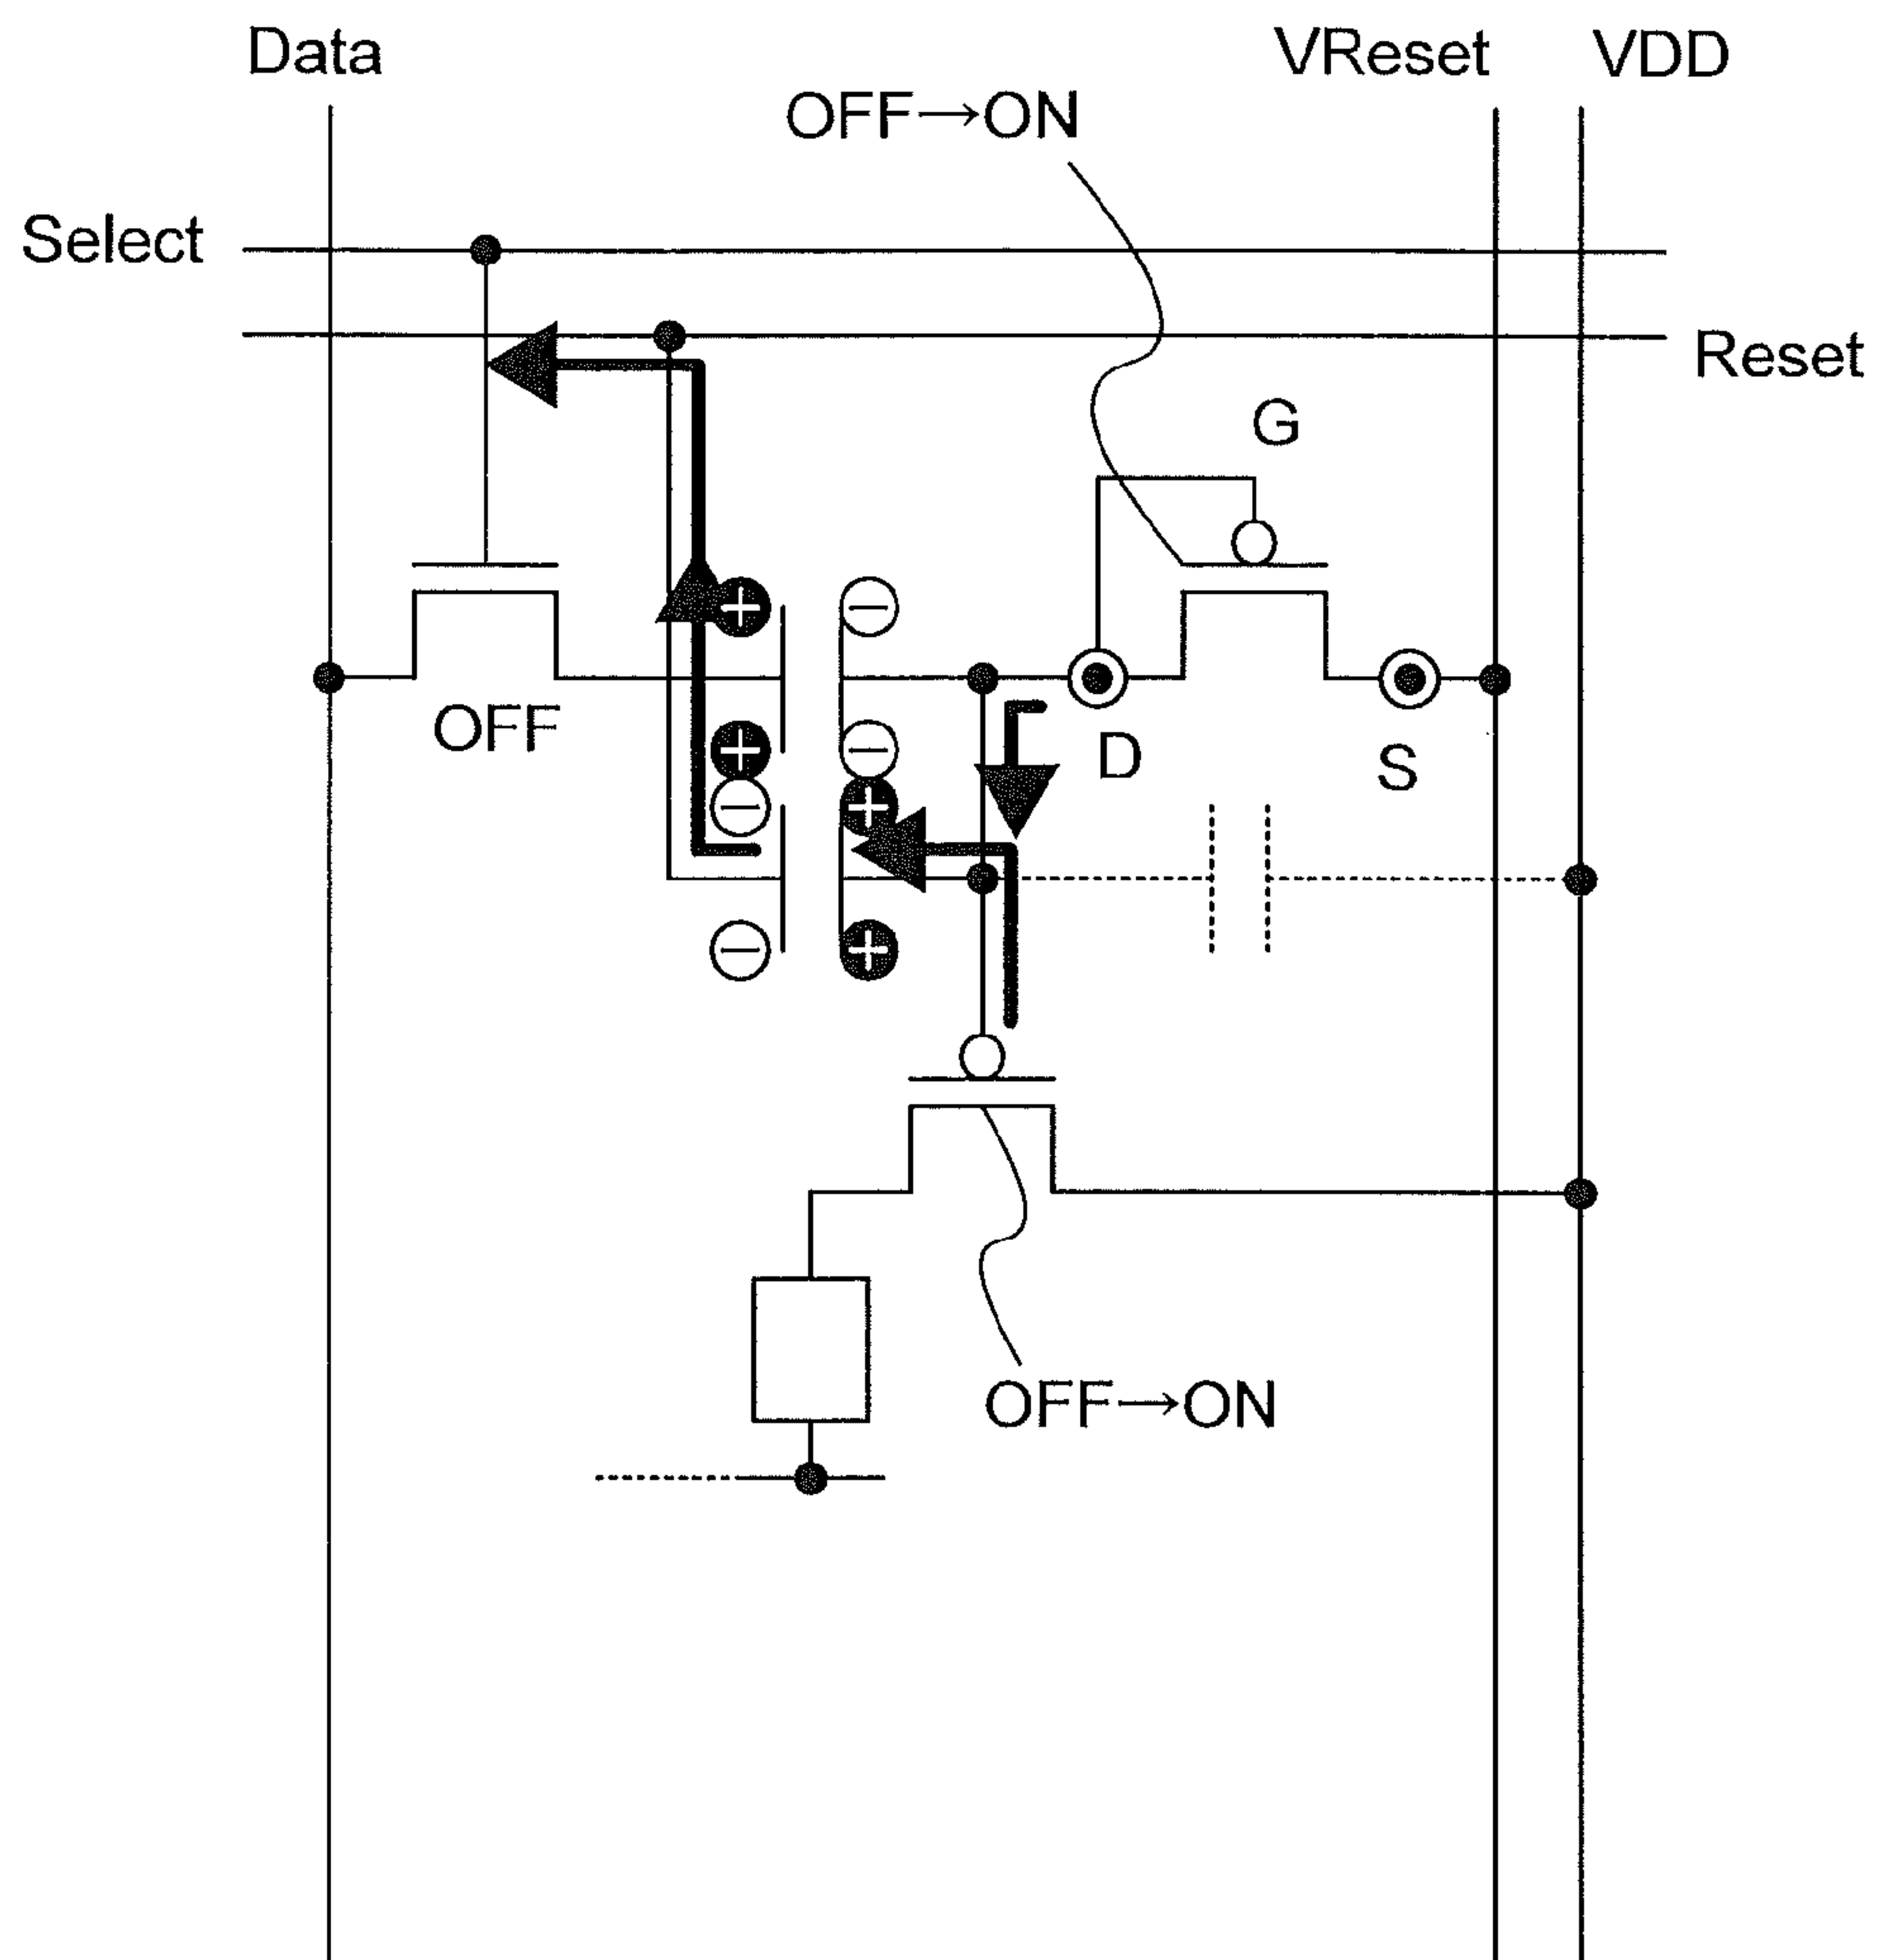 Data
VReset
VDD
OFF→ON
Select
Reset
G
OFF
D
S
OFF→ON